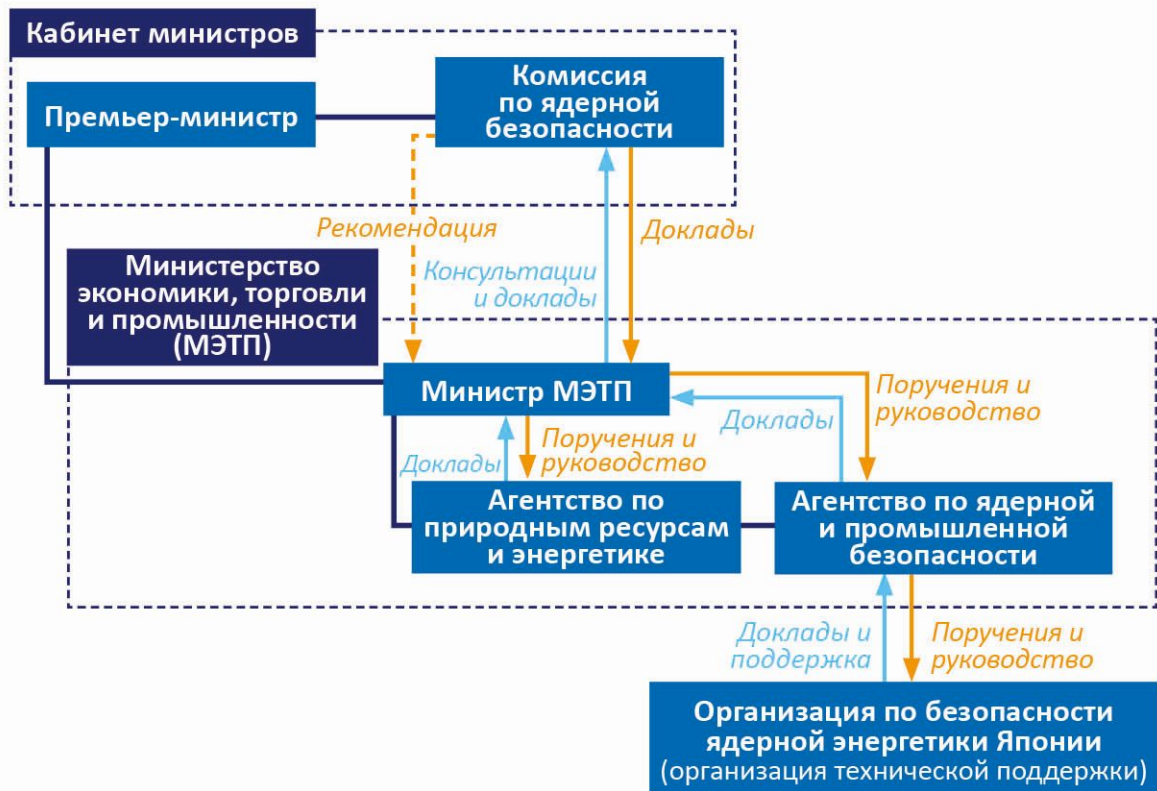 Кабинет министров
Премьер-министр
Комиссия
по ядерной
безопасности
Рекомендация
Доклады
Консультации
и доклады
Министерство
экономики, торговли
и промышленности
(МЭТП)
Министр МЭТП
Поручения и
руководство
Доклады
Доклады
Поручения и
руководство
Агентство по
природным ресурсам
и энергетике
Агентство по ядерной
и промышленной
безопасности
Доклады и
поддержка
Поручения и
руководство
Организация по безопасности
ядерной энергетики Японии
(организация технической поддержки)